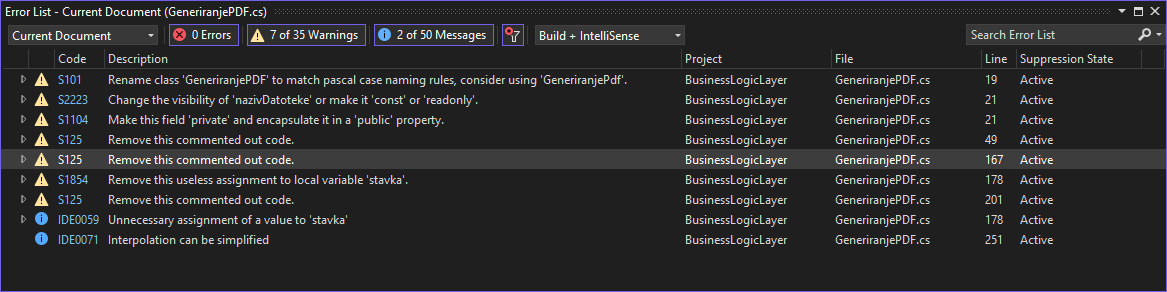 Error List - Current Document (GeneriranjePDF.cs)
Current Document 0 Errors 7 of 35 Warnings 2 of 50 Messages Build + IntelliSense Search Error List
Code Description Project File Line Suppression State
S101 Rename class 'GeneriranjePDF' to match pascal case naming rules, consider using 'GeneriranjePdf'. BusinessLogicLayer GeneriranjePDF.cs 19 Active
S2223 Change the visibility of 'nazivDatoteke' or make it 'const' or 'readonly'. BusinessLogicLayer GeneriranjePDF.cs 21 Active
S1104 Make this field 'private' and encapsulate it in a 'public' property. BusinessLogicLayer GeneriranjePDF.cs 21 Active
S125 Remove this commented out code. BusinessLogicLayer GeneriranjePDF.cs 49 Active
S125 Remove this commented out code. BusinessLogicLayer GeneriranjePDF.cs 167 Active
S1854 Remove this useless assignment to local variable 'stavka'. BusinessLogicLayer GeneriranjePDF.cs 178 Active
S125 Remove this commented out code. BusinessLogicLayer GeneriranjePDF.cs 201 Active
IDE0059 Unnecessary assignment of a value to 'stavka' BusinessLogicLayer GeneriranjePDF.cs 178 Active
IDE0071 Interpolation can be simplified BusinessLogicLayer GeneriranjePDF.cs 251 Active